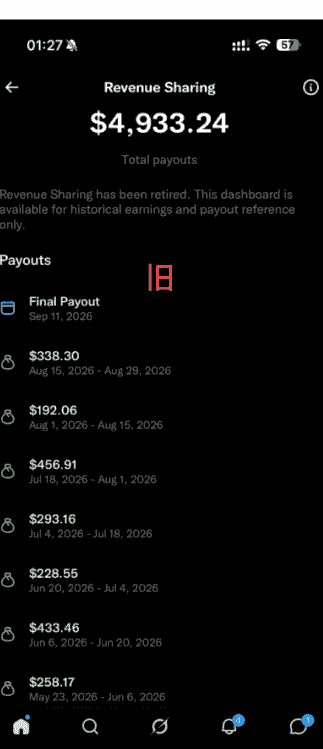 01:27
57
Revenue Sharing
$4,933.24
Total payouts
Revenue Sharing has been retired. This dashboard is
available for historical earnings and payout reference
only.
Payouts
旧
Final Payout
Sep 11, 2026
$338.30
Aug 15, 2026 - Aug 29, 2026
$192.06
Aug 1, 2026 - Aug 15, 2026
$456.91
Jul 18, 2026 - Aug 1, 2026
$293.16
Jul 4, 2026 - Jul 18, 2026
$228.55
Jun 20, 2026 - Jul 4, 2026
$433.46
Jun 6, 2026 - Jun 20, 2026
$258.17
May 23, 2026 - Jun 6, 2026
4
1